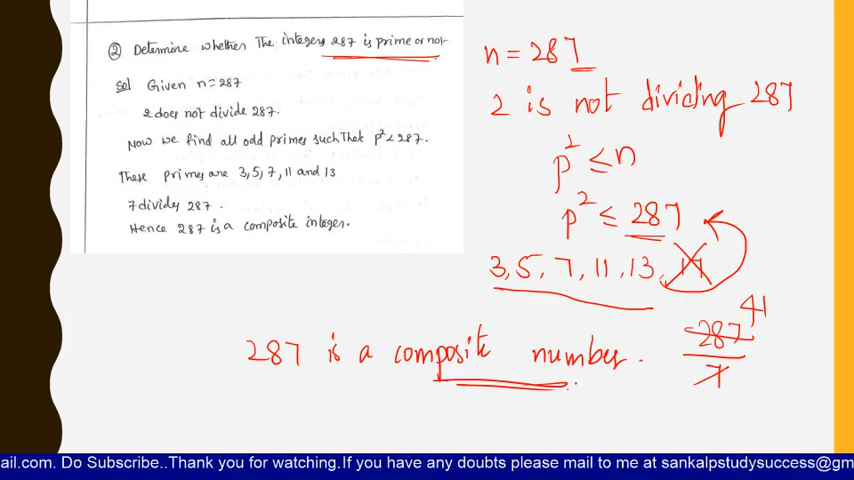 ② Determine whether The integers 287 is prime or not
Sol Given n=287
2 does not divide 287.
Now we find all odd primes such that p²<287.
These primes are 3, 5, 7, 11 and 13
7 divides 287.
Hence 287 is a composite integer.
n = 287
2 is not dividing 287
p² ≤ n
p² ≤ 287
3, 5, 7, 11, 13, 17
41
287
7
287 is a composite number.
ail.com. Do Subscribe..Thank you for watching.If you have any doubts please mail to me at sankalpstudysuccess@gm